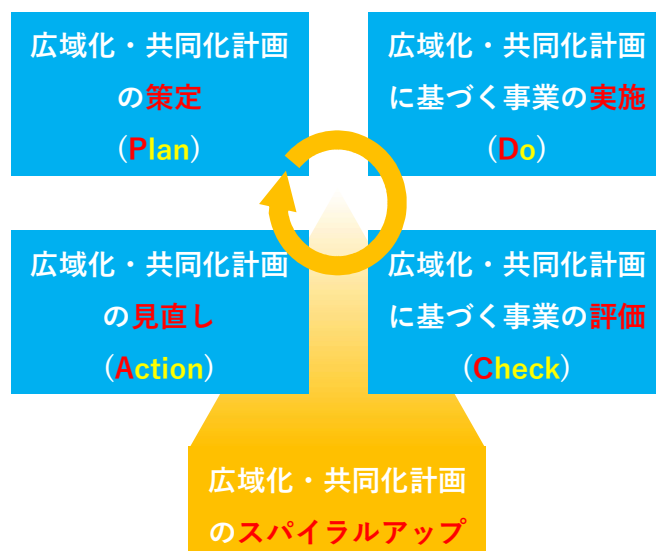 広域化・共同化計画
の策定
(Plan)
広域化・共同化計画
に基づく事業の実施
(Do)
広域化・共同化計画
の見直し
(Action)
広域化・共同化計画
に基づく事業の評価
(Check)
広域化・共同化計画
のスパイラルアップ